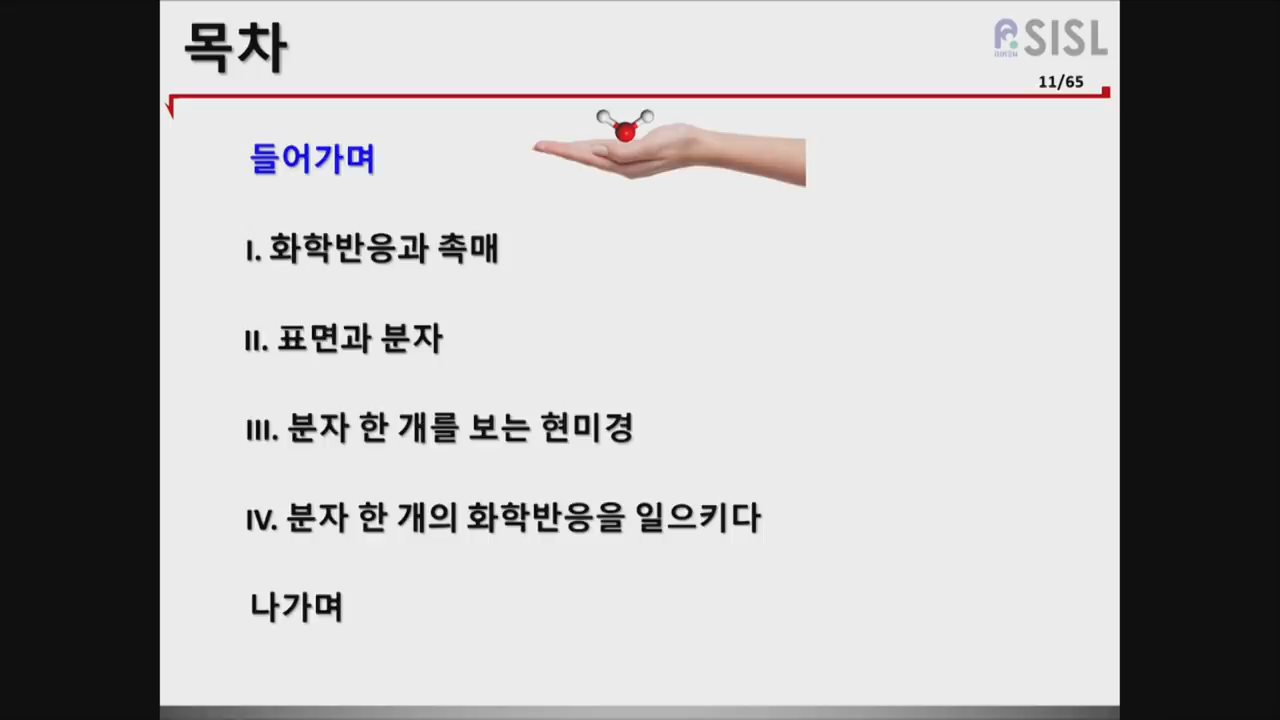 목차
SISL
11/65
들어가며
I. 화학반응과 촉매
II. 표면과 분자
III. 분자 한 개를 보는 현미경
IV. 분자 한 개의 화학반응을 일으키다
나가며